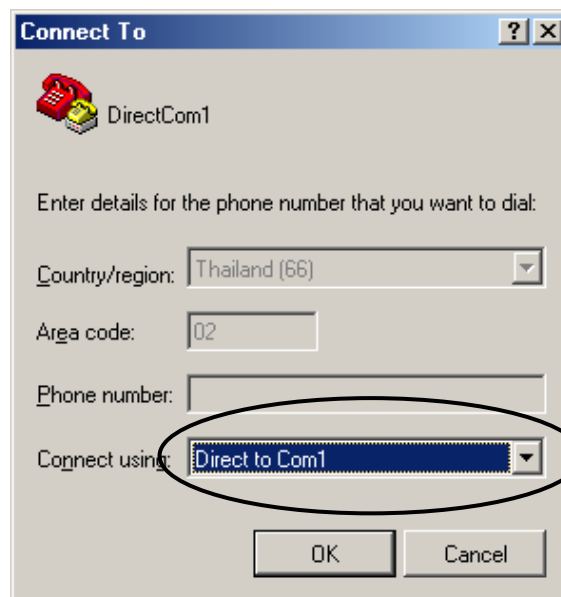 Connect To
DirectCom1
Enter details for the phone number that you want to dial:
Country/region: Thailand (66)
Area code: 02
Phone number:
Connect using: Direct to Com1
OK Cancel